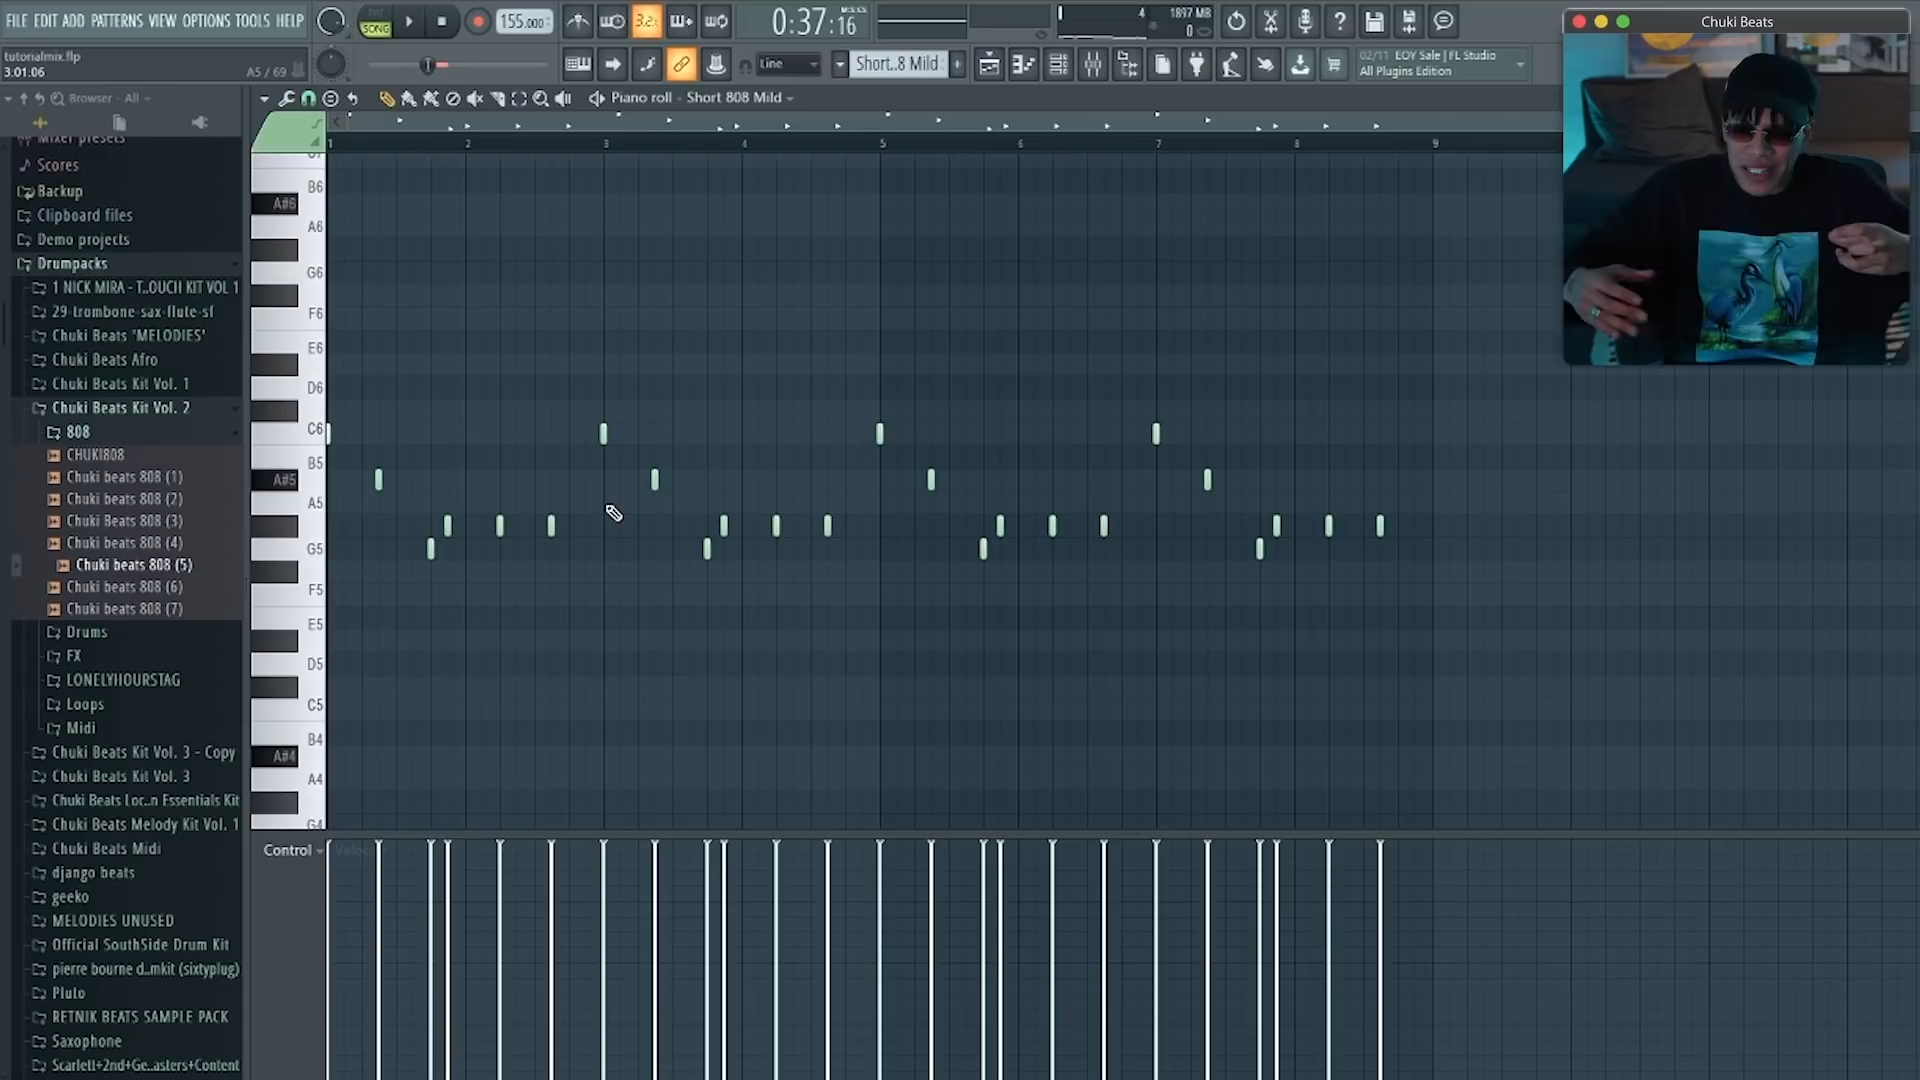 FILE EDIT ADD PATTERNS VIEW OPTIONS TOOLS HELP
SONG
155.000
3.2.
0:37:16
4
1897 MB
0
Chuki Beats
tutorialmix.flp
3.01.06
A5 / 69
Line
Short..8 Mild
02/11 EOY Sale | FL Studio
All Plugins Edition
Browser - All
Piano roll - Short 808 Mild
Mixer presets
Scores
Backup
Clipboard files
Demo projects
Drumpacks
1 NICK MIRA - T..OUCH KIT VOL 1
29-trombone-sax-flute-sf
Chuki Beats "MELODIES"
Chuki Beats Afro
Chuki Beats Kit Vol. 1
Chuki Beats Kit Vol. 2
808
CHUKI808
Chuki beats 808 (1)
Chuki beats 808 (2)
Chuki beats 808 (3)
Chuki beats 808 (4)
Chuki beats 808 (5)
Chuki beats 808 (6)
Chuki beats 808 (7)
Drums
FX
LONELYHOURSTAG
Loops
Midi
Chuki Beats Kit Vol. 3 - Copy
Chuki Beats Kit Vol. 3
Chuki Beats Lor..n Essentials Kit
Chuki Beats Melody Kit Vol. 1
Chuki Beats Midi
django beats
geeko
MELODIES UNUSED
Official SouthSide Drum Kit
pierre bourne d..mkit (sixtyplug)
Pluto
RETNIK BEATS SAMPLE PACK
Saxophone
Scarlett+2nd+Ge..asters+Content
1 2 3 4 5 6 7 8 9
B6
A#6
A6
G6
F6
E6
D6
C6
B5
A#5
A5
G5
F5
E5
D5
C5
B4
A#4
A4
G4
Control
Velocity